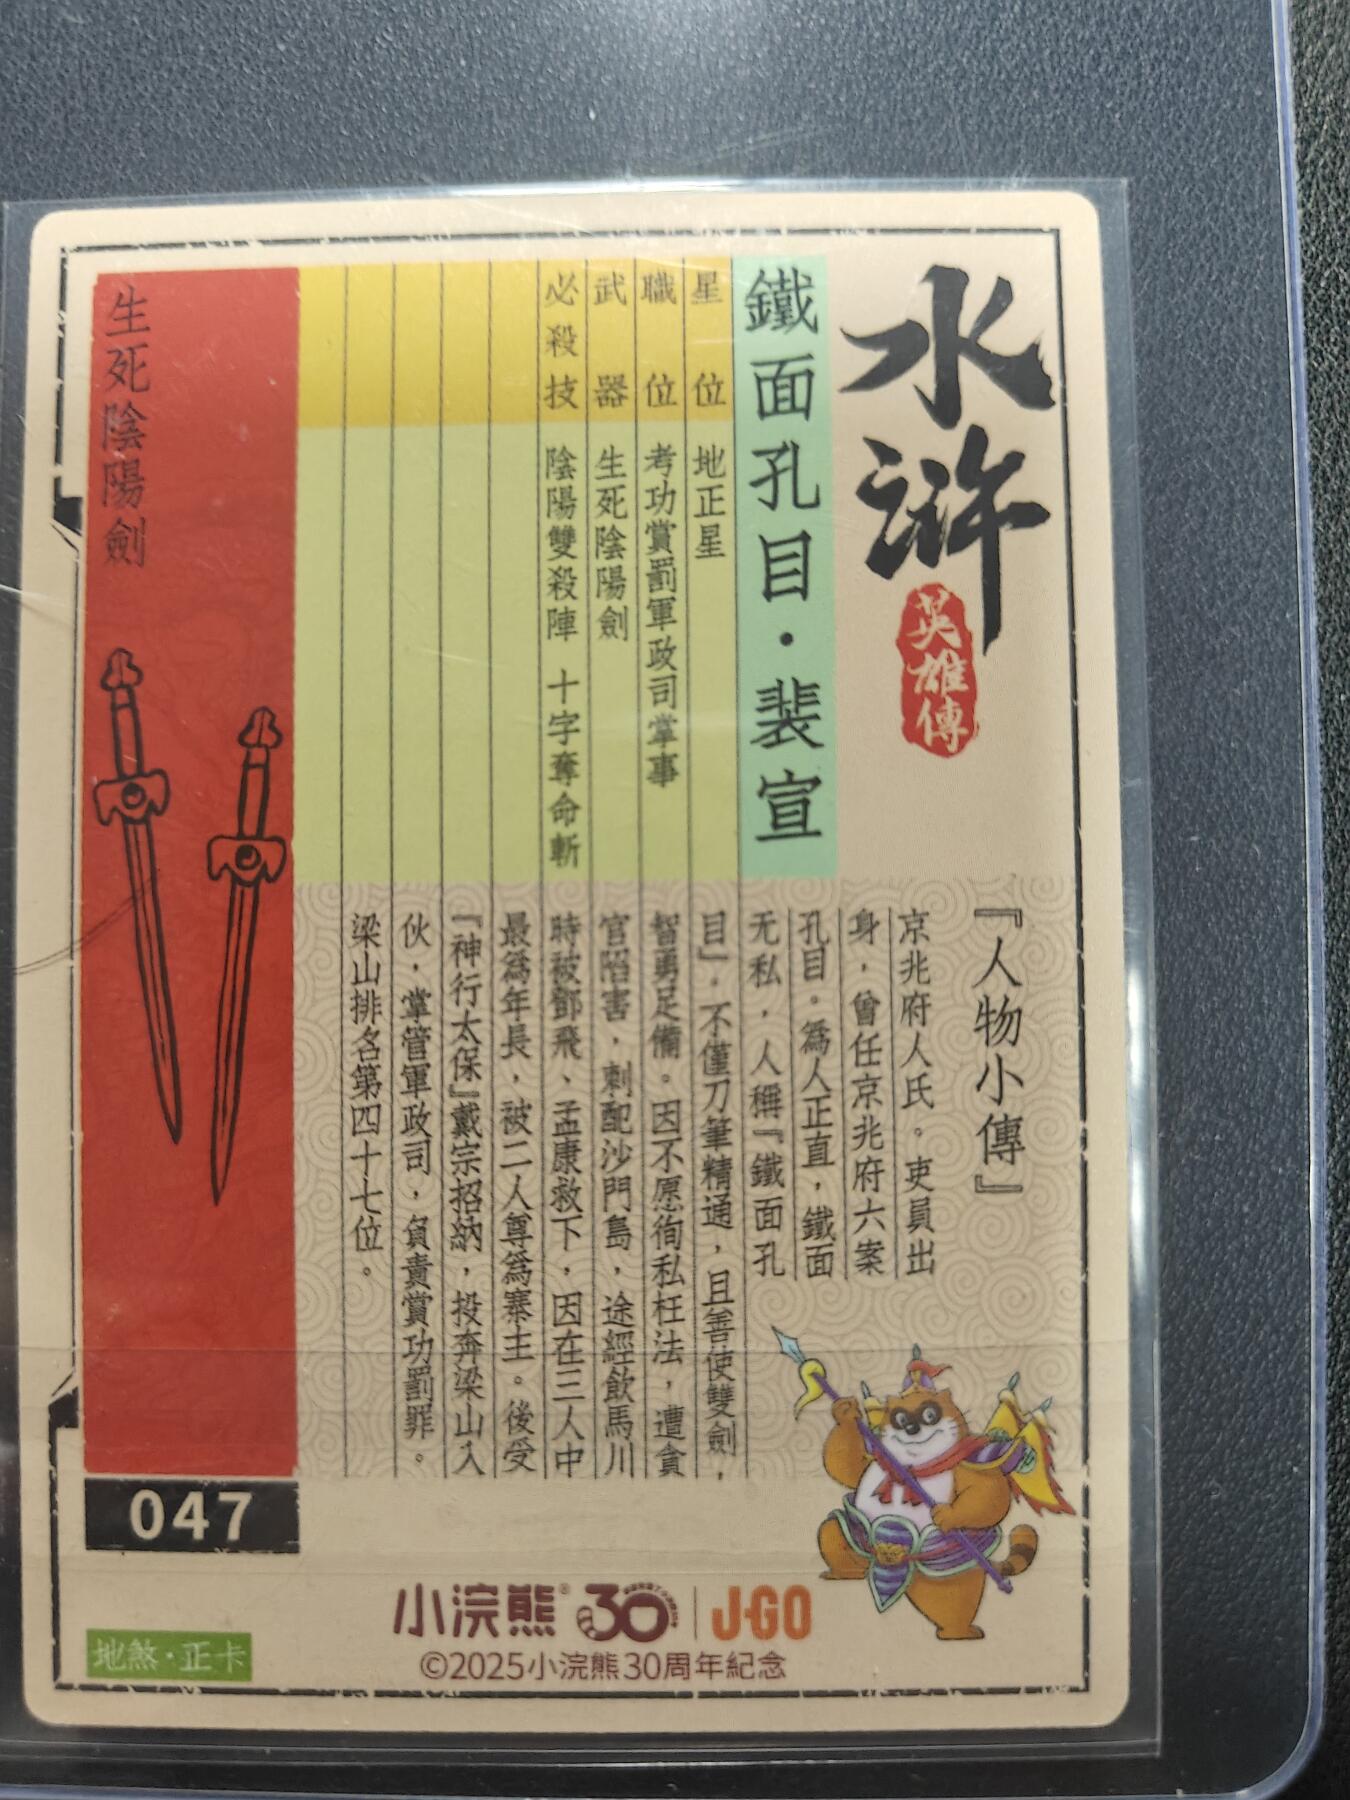 水滸
英雄傳
鐵面孔目·裴宣
星位 地正星
職位 考功賞罰軍政司掌事
武器 生死陰陽劍
必殺技 陰陽雙殺陣 十字奪命斬
『人物小傳』
京兆府人氏。吏員出
身，曾任京兆府六案
孔目。爲人正直，鐵面
无私，人稱『鐵面孔
目』，不僅刀筆精通，且善使雙劍，
智勇足備。因不愿徇私枉法，遭貪
官陷害，刺配沙門島，途經飲馬川
時被鄧飛、孟康救下，因在三人中
最爲年長，被二人尊爲寨主。後受
『神行太保』戴宗招納，投奔梁山入
伙，掌管軍政司，負責賞功罰罪。
梁山排名第四十七位。
生死陰陽劍
047
地煞·正卡
小浣熊® 30 J·GO
©2025小浣熊30周年紀念